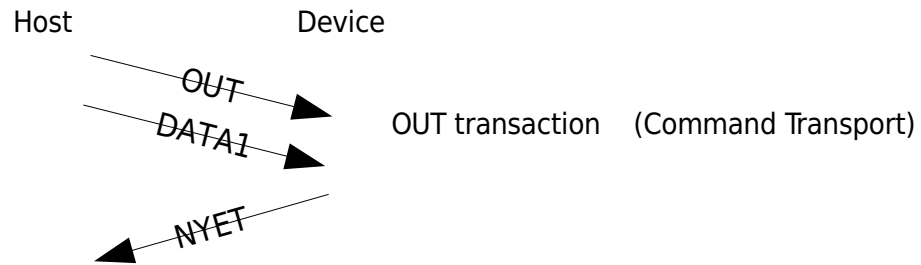 Host Device
OUT
DATA1
OUT transaction (Command Transport)
NYET